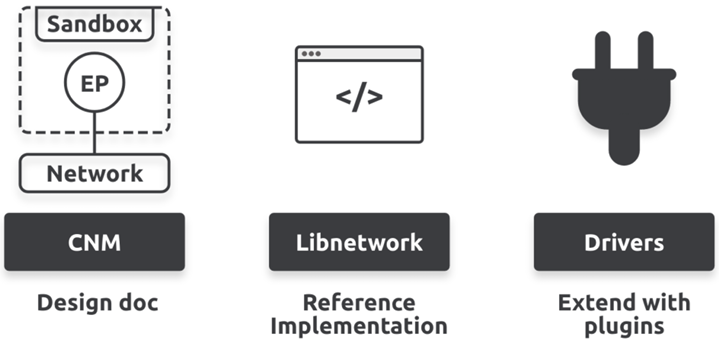 Sandbox
EP
Network
</>
CNM
Libnetwork
Drivers
Design doc
Reference
Implementation
Extend with
plugins